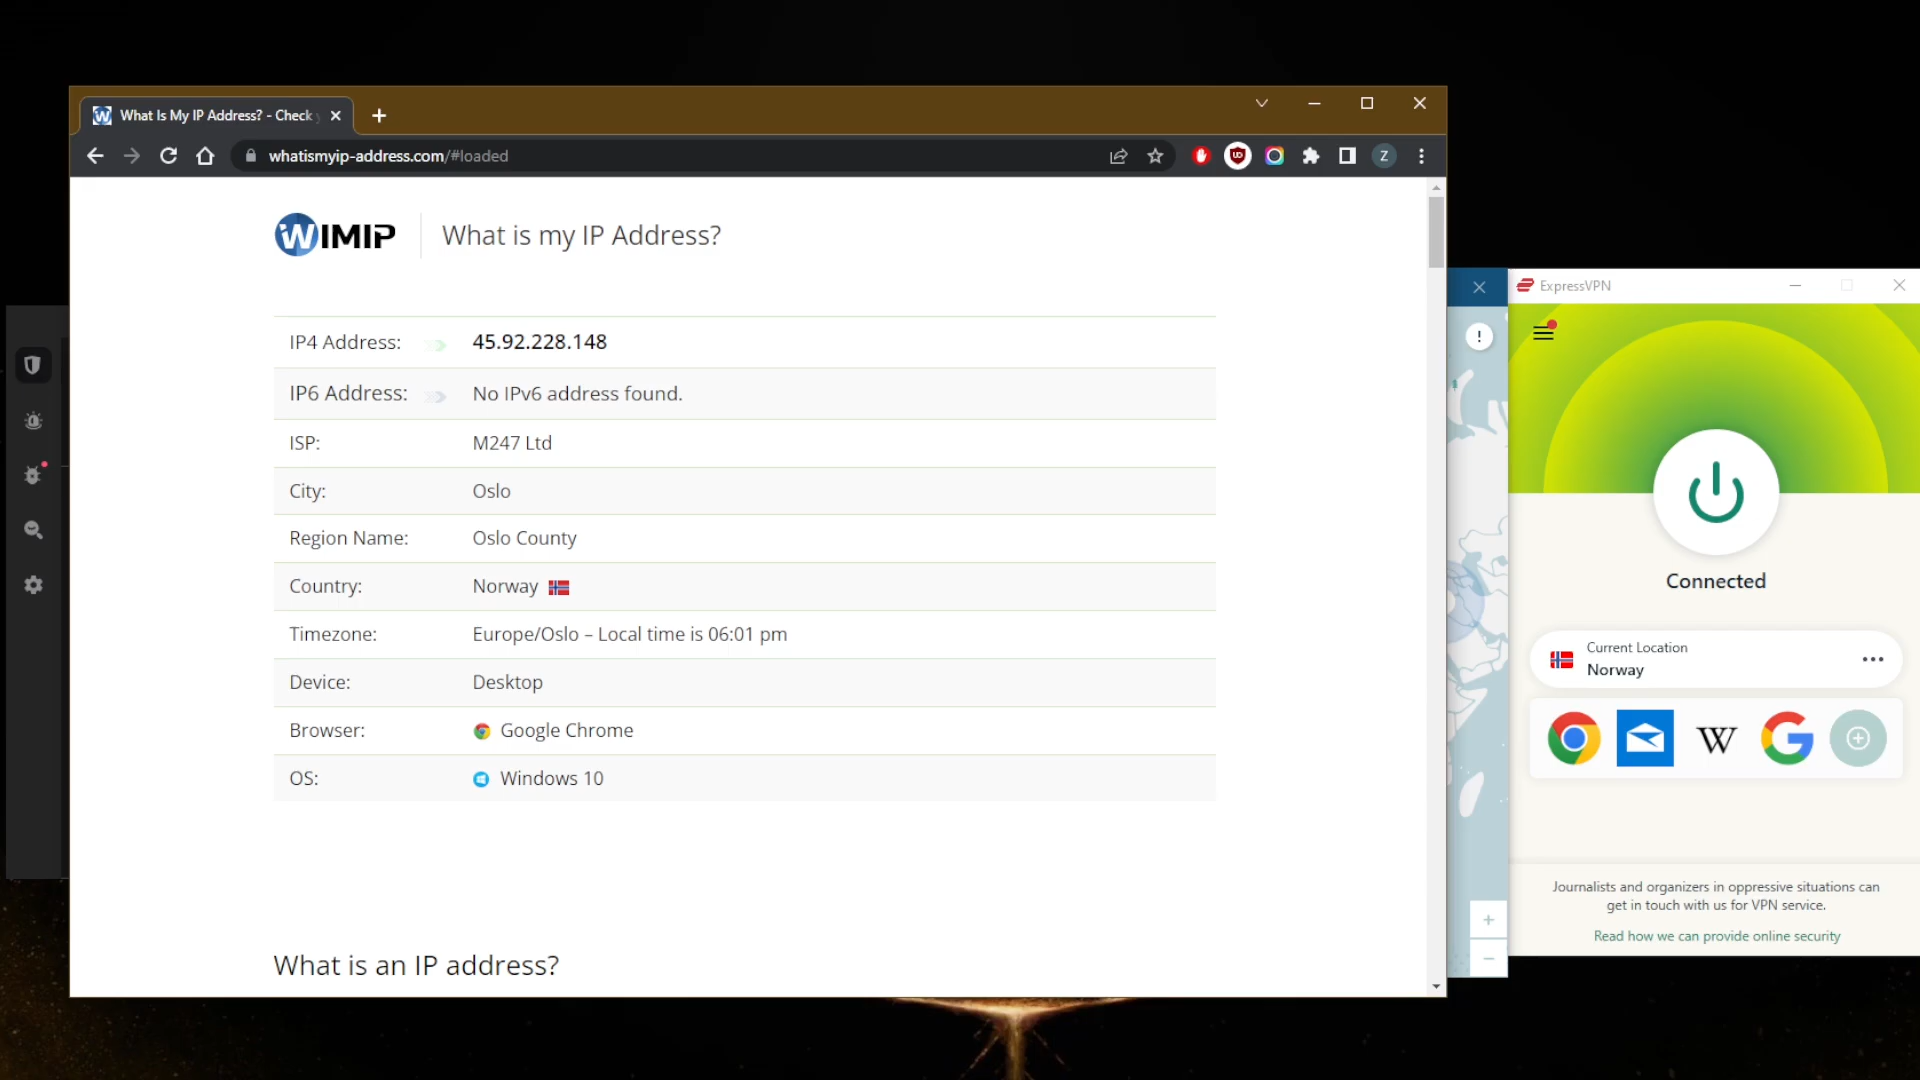 What Is My IP Address? - Check
whatismyip-address.com/#loaded
Z
WIMIP
What is my IP Address?
IP4 Address: 45.92.228.148
IP6 Address: No IPv6 address found.
ISP: M247 Ltd
City: Oslo
Region Name: Oslo County
Country: Norway
Timezone: Europe/Oslo – Local time is 06:01 pm
Device: Desktop
Browser: Google Chrome
OS: Windows 10
What is an IP address?
ExpressVPN
Connected
Current Location
Norway
W
Journalists and organizers in oppressive situations can
get in touch with us for VPN service.
Read how we can provide online security